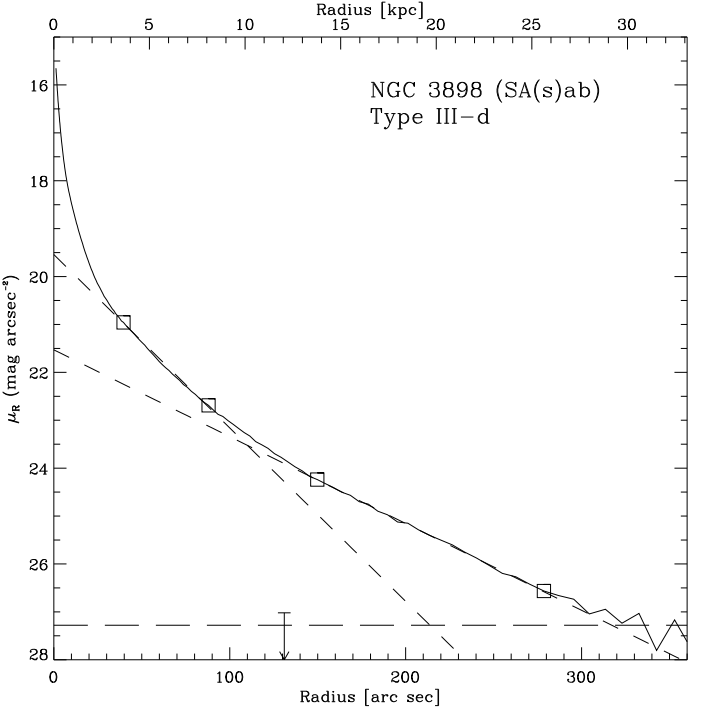 Radius [kpc]
0 5 10 15 20 25 30
NGC 3898 (SA(s)ab)
Type III-d
16
18
20
22
24
26
28
μR (mag arcsec-2)
0 100 200 300
Radius [arc sec]